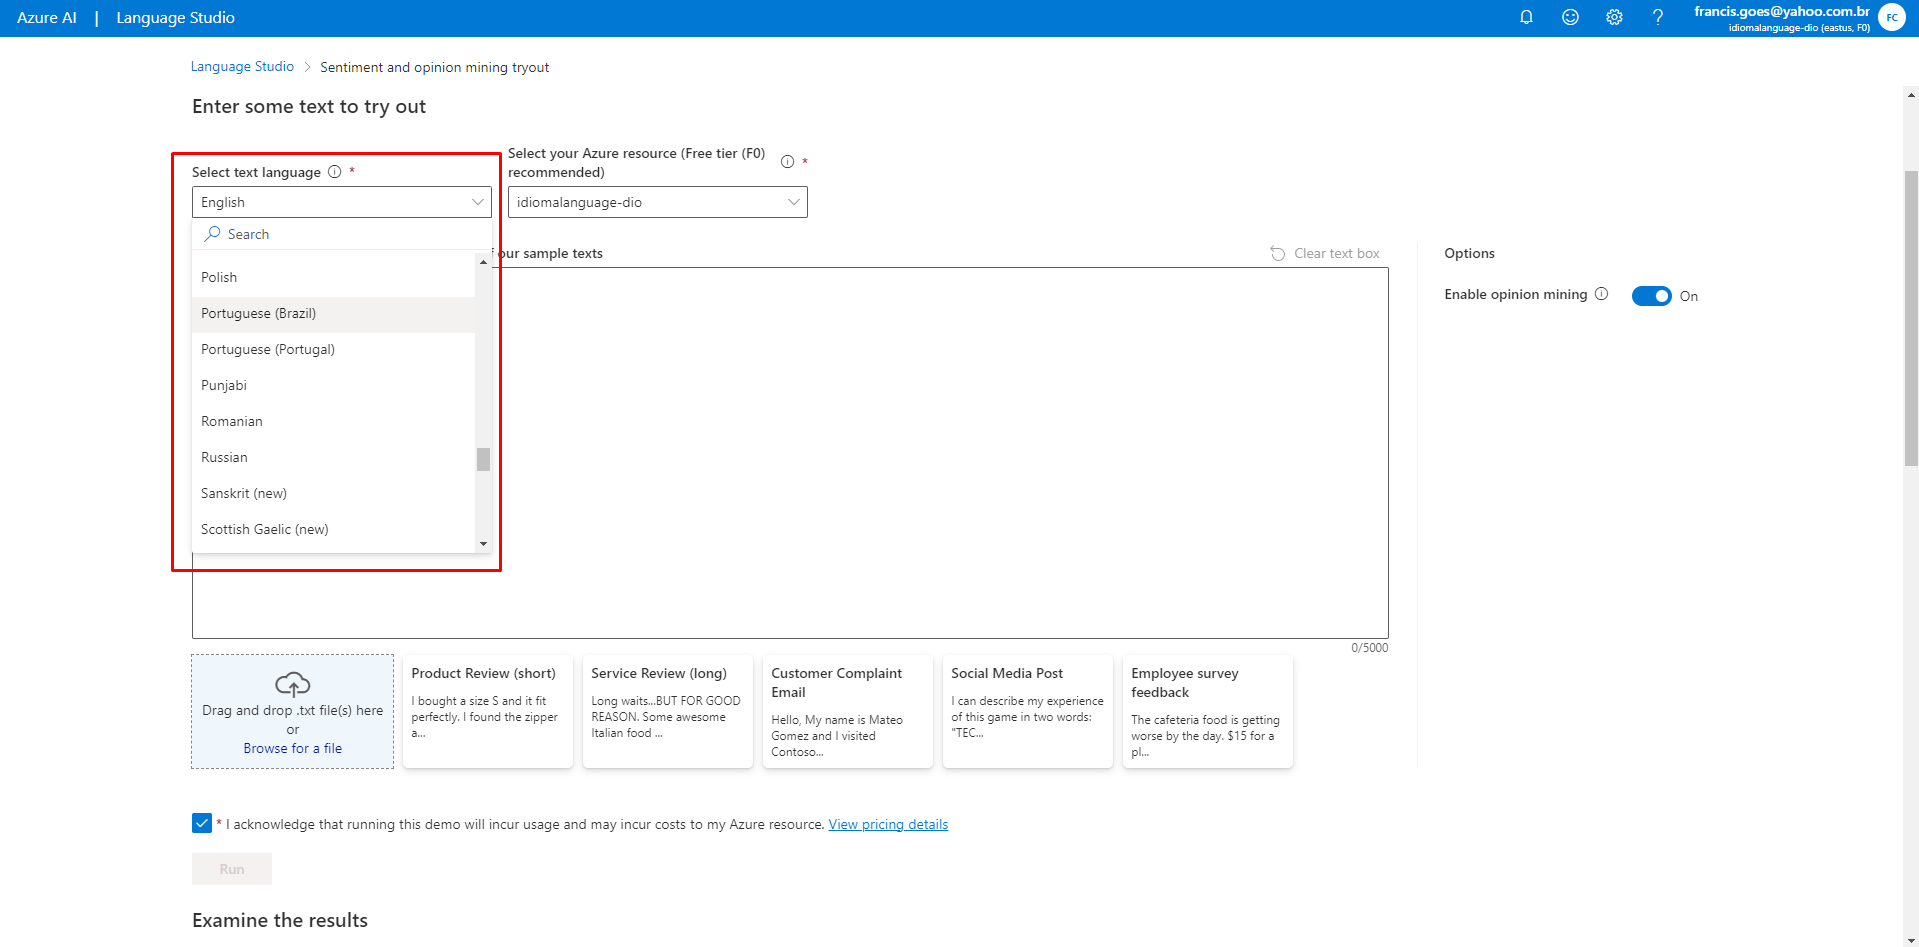 Azure AI | Language Studio
francis.goes@yahoo.com.br
idiomalanguage-dio (eastus, F0)
FC
Language Studio > Sentiment and opinion mining tryout
Enter some text to try out
Select text language *
English
Search
Polish
Portuguese (Brazil)
Portuguese (Portugal)
Punjabi
Romanian
Russian
Sanskrit (new)
Scottish Gaelic (new)
Select your Azure resource (Free tier (F0)
recommended) *
idiomalanguage-dio
our sample texts
Clear text box
0/5000
Options
Enable opinion mining
On
Drag and drop .txt file(s) here
or
Browse for a file
Product Review (short)
I bought a size S and it fit
perfectly. I found the zipper
a...
Service Review (long)
Long waits...BUT FOR GOOD
REASON. Some awesome
Italian food ...
Customer Complaint
Email
Hello, My name is Mateo
Gomez and I visited
Contoso...
Social Media Post
I can describe my experience
of this game in two words:
"TEC...
Employee survey
feedback
The cafeteria food is getting
worse by the day. $15 for a
pl...
* I acknowledge that running this demo will incur usage and may incur costs to my Azure resource. View pricing details
Run
Examine the results